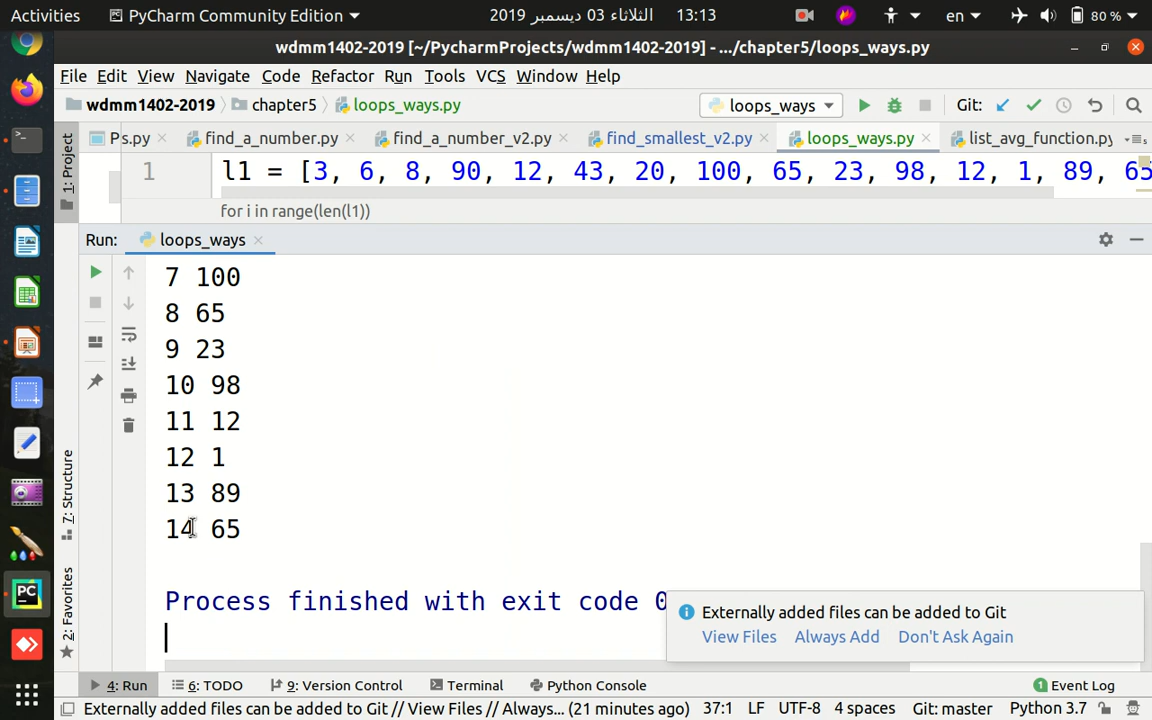 Activities PyCharm Community Edition الثلاثاء 03 ديسمبر 2019 13:13 en 80 %
wdmm1402-2019 [~/PycharmProjects/wdmm1402-2019] - .../chapter5/loops_ways.py
File Edit View Navigate Code Refactor Run Tools VCS Window Help
wdmm1402-2019 chapter5 loops_ways.py loops_ways Git:
Ps.py find_a_number.py find_a_number_v2.py find_smallest_v2.py loops_ways.py list_avg_function.py
1 l1 = [3, 6, 8, 90, 12, 43, 20, 100, 65, 23, 98, 12, 1, 89, 65
for i in range(len(l1))
Run: loops_ways
7 100
8 65
9 23
10 98
11 12
12 1
13 89
14 65
Process finished with exit code 0
Externally added files can be added to Git
View Files Always Add Don't Ask Again
1: Project
7: Structure
2: Favorites
4: Run 6: TODO 9: Version Control Terminal Python Console 1 Event Log
Externally added files can be added to Git // View Files // Always... (21 minutes ago) 37:1 LF UTF-8 4 spaces Git: master Python 3.7